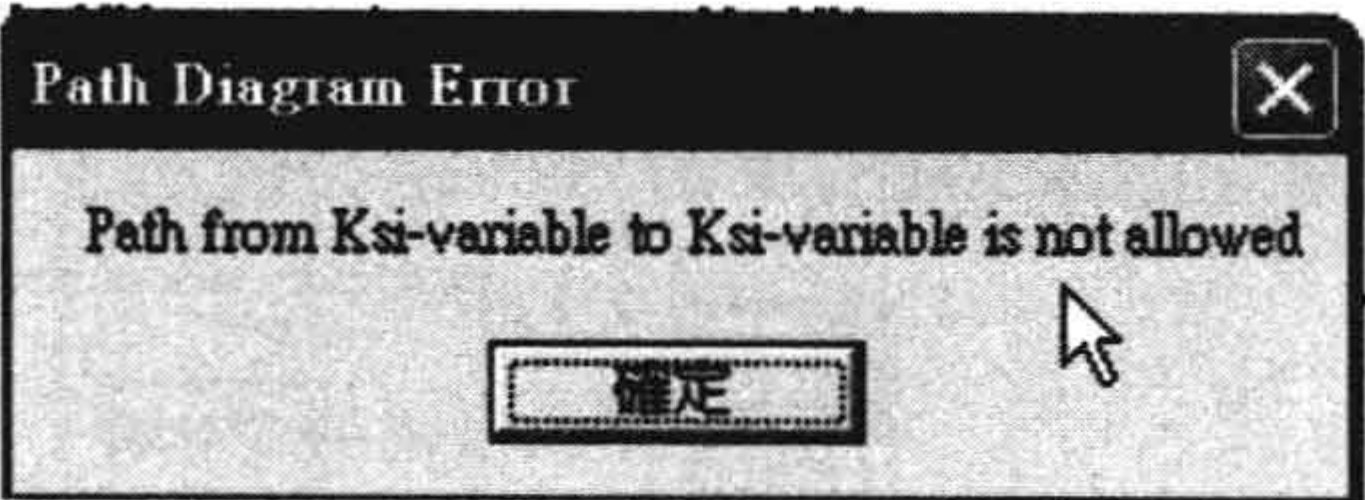 Path Diagram Error
Path from Ksi-variable to Ksi-variable is not allowed
確定